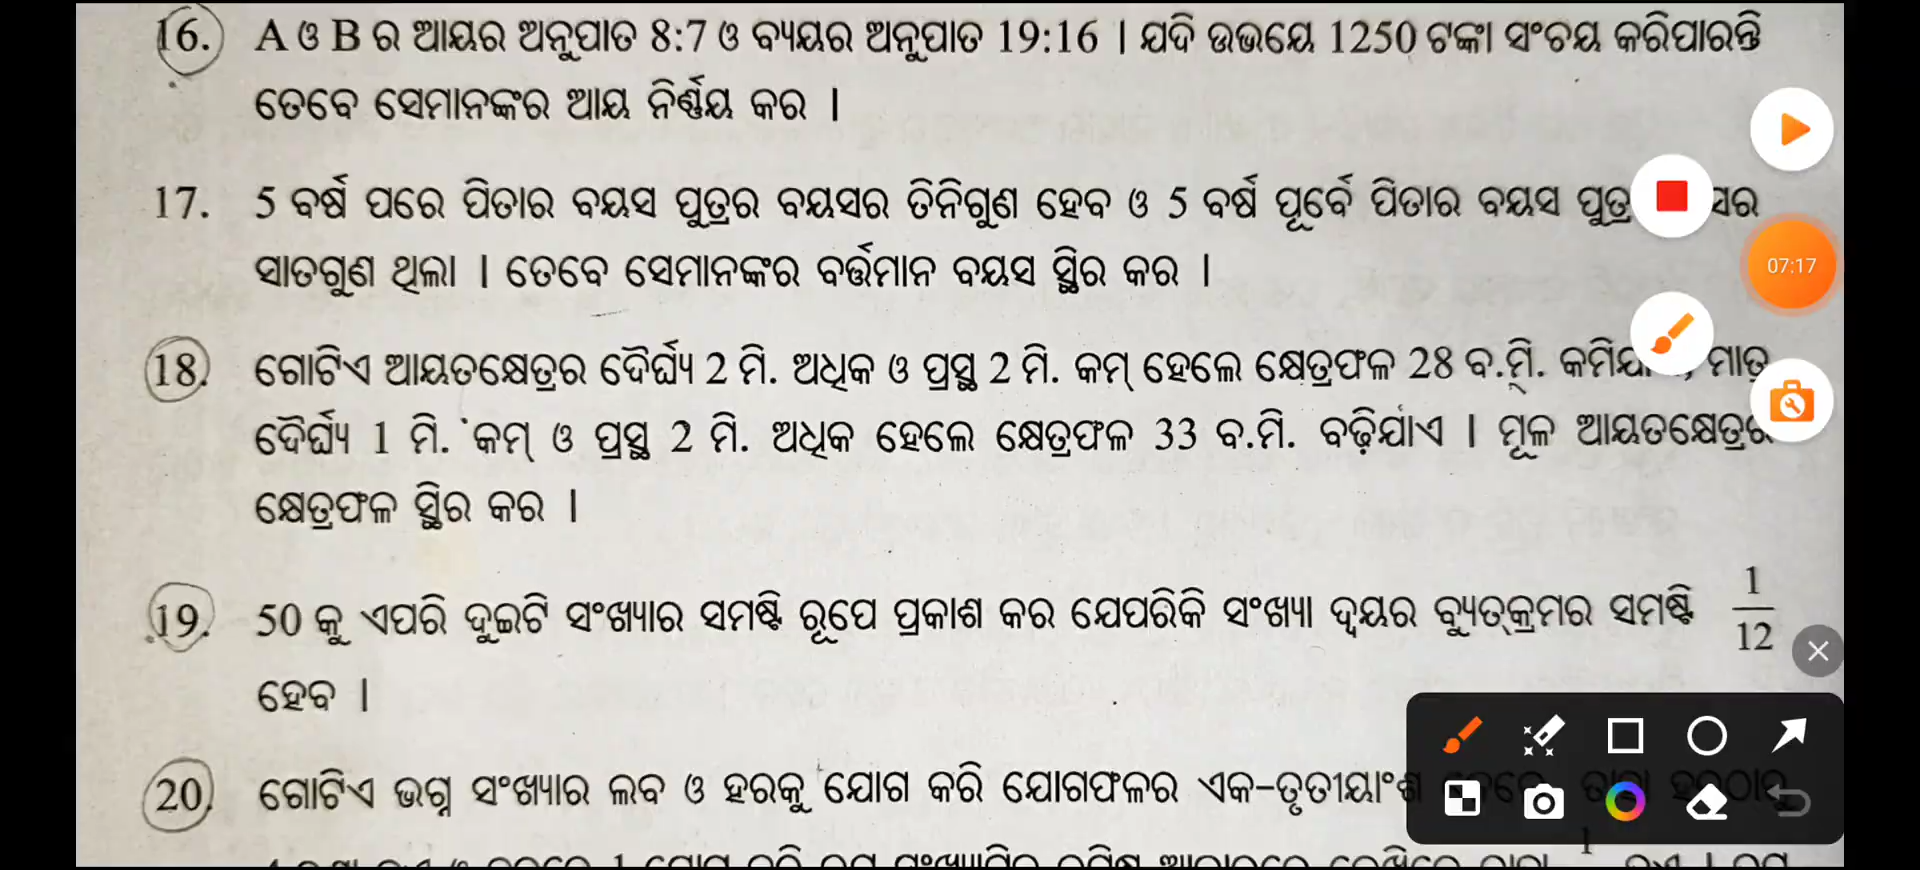 16. A ଓ B ର ଆୟର ଅନୁପାତ 8:7 ଓ ବ୍ୟୟର ଅନୁପାତ 19:16 | ଯଦି ଉଭୟେ 1250 ଟଙ୍କା ସଂଚୟ କରିପାରନ୍ତି
ତେବେ ସେମାନଙ୍କର ଆୟ ନିର୍ଣ୍ଣୟ କର |
17. 5 ବର୍ଷ ପରେ ପିତାର ବୟସ ପୁତ୍ରର ବୟସର ତିନିଗୁଣ ହେବ ଓ 5 ବର୍ଷ ପୂର୍ବେ ପିତାର ବୟସ ପୁତ୍ର
ସାତଗୁଣ ଥିଲା | ତେବେ ସେମାନଙ୍କର ବର୍ତ୍ତମାନ ବୟସ ସ୍ଥିର କର |
07:17
18. ଗୋଟିଏ ଆୟତକ୍ଷେତ୍ରର ଦୈର୍ଘ୍ୟ 2 ମି. ଅଧିକ ଓ ପ୍ରସ୍ଥ 2 ମି. କମ୍ ହେଲେ କ୍ଷେତ୍ରଫଳ 28 ବ.ମି. ମାତ୍ର
ଦୈର୍ଘ୍ୟ 1 ମି. କମ୍ ଓ ପ୍ରସ୍ଥ 2 ମି. ଅଧିକ ହେଲେ କ୍ଷେତ୍ରଫଳ 33 ବ.ମି. ବଢ଼ିଯାଏ | ମୂଳ ଆୟତକ୍ଷେତ୍ରର
କ୍ଷେତ୍ରଫଳ ସ୍ଥିର କର |
19. 50 କୁ ଏପରି ଦୁଇଟି ସଂଖ୍ୟାର ସମଷ୍ଟି ରୂପେ ପ୍ରକାଶ କର ଯେପରିକି ସଂଖ୍ୟା ଦ୍ୱୟର ବ୍ୟୁତ୍କ୍ରମର ସମଷ୍ଟି 1/12
ହେବ |
20. ଗୋଟିଏ ଭଗ୍ନ ସଂଖ୍ୟାର ଲବ ଓ ହରକୁ ଯୋଗ କରି ଯୋଗଫଳର ଏକ-ତୃତୀୟାଂଶ